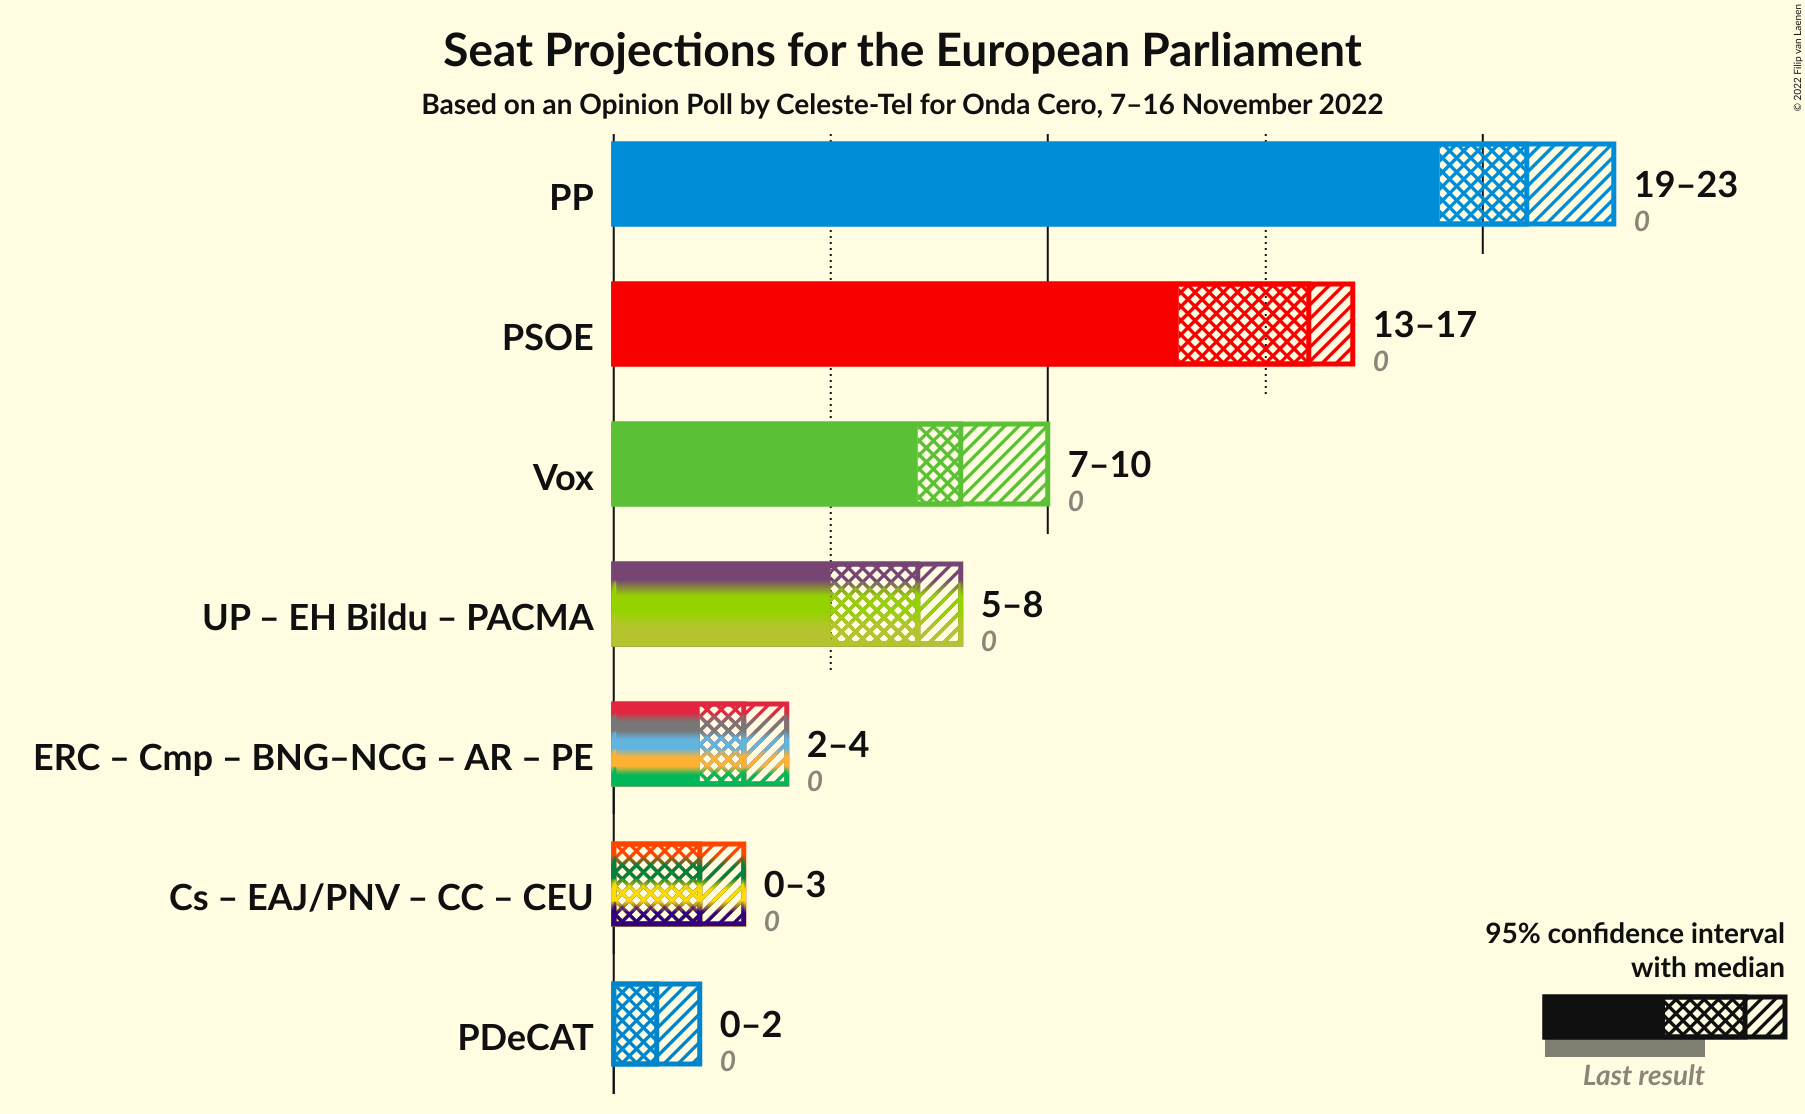 Seat Projections for the European Parliament
Based on an Opinion Poll by Celeste-Tel for Onda Cero, 7–16 November 2022
© 2022 Filip van Laenen
PP
19–23
0
PSOE
13–17
0
Vox
7–10
0
UP – EH Bildu – PACMA
5–8
0
ERC – Cmp – BNG–NCG – AR – PE
2–4
0
Cs – EAJ/PNV – CC – CEU
0–3
0
PDeCAT
0–2
0
95% confidence interval
with median
Last result